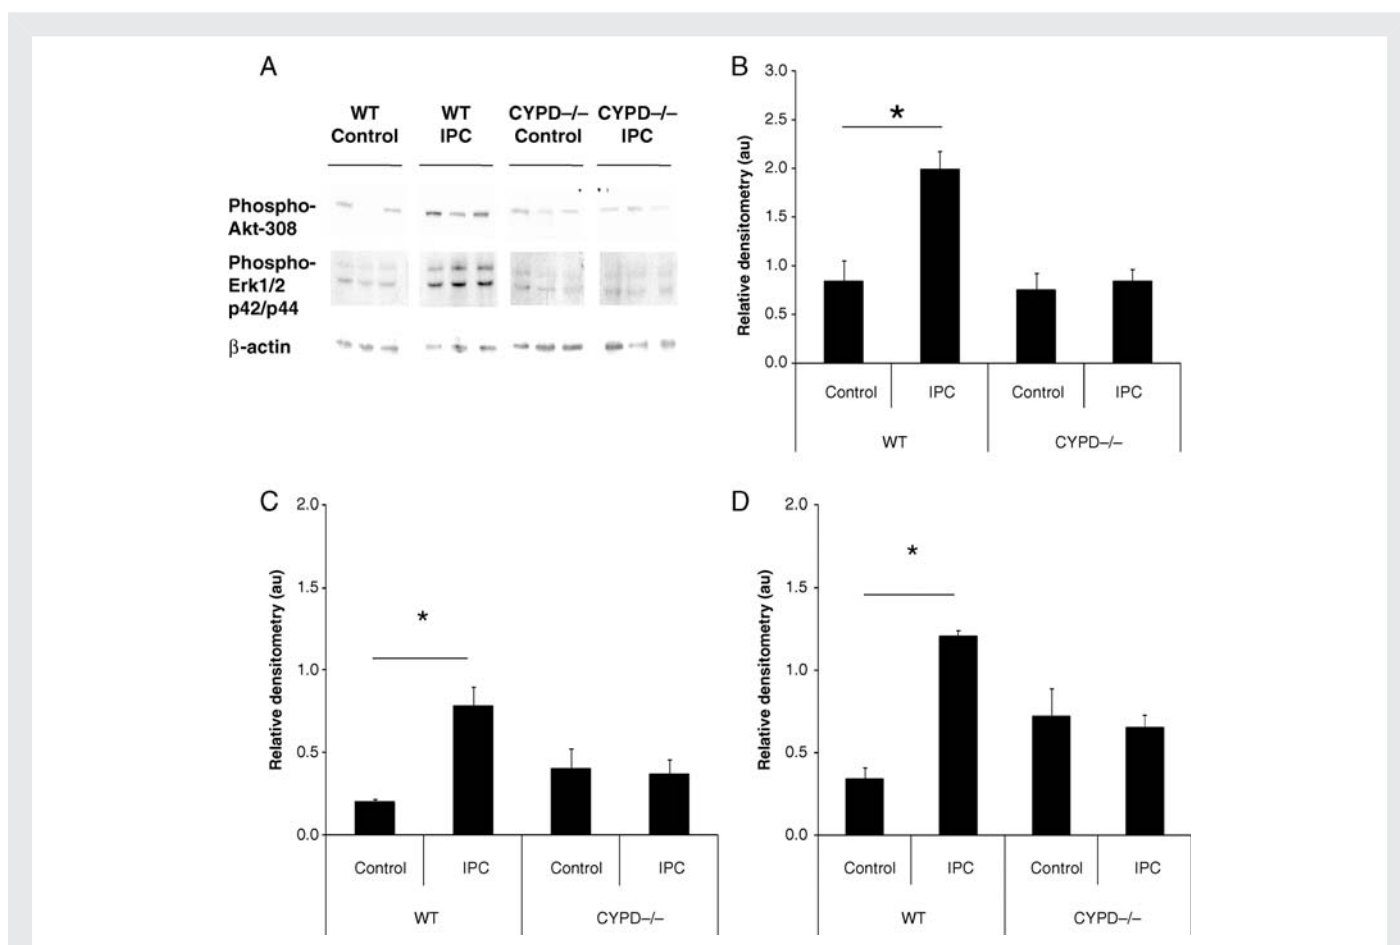 A
WT Control
WT IPC
CYPD–/– Control
CYPD–/– IPC
Phospho-
Akt-308
Phospho-
Erk1/2
p42/p44
β-actin
B
Relative densitometry (au)
3.0
2.5
2.0
1.5
1.0
0.5
0.0
*
Control IPC Control IPC
WT CYPD–/–
C
Relative densitometry (au)
2.0
1.5
1.0
0.5
0.0
*
Control IPC Control IPC
WT CYPD–/–
D
Relative densitometry (au)
2.0
1.5
1.0
0.5
0.0
*
Control IPC Control IPC
WT CYPD–/–